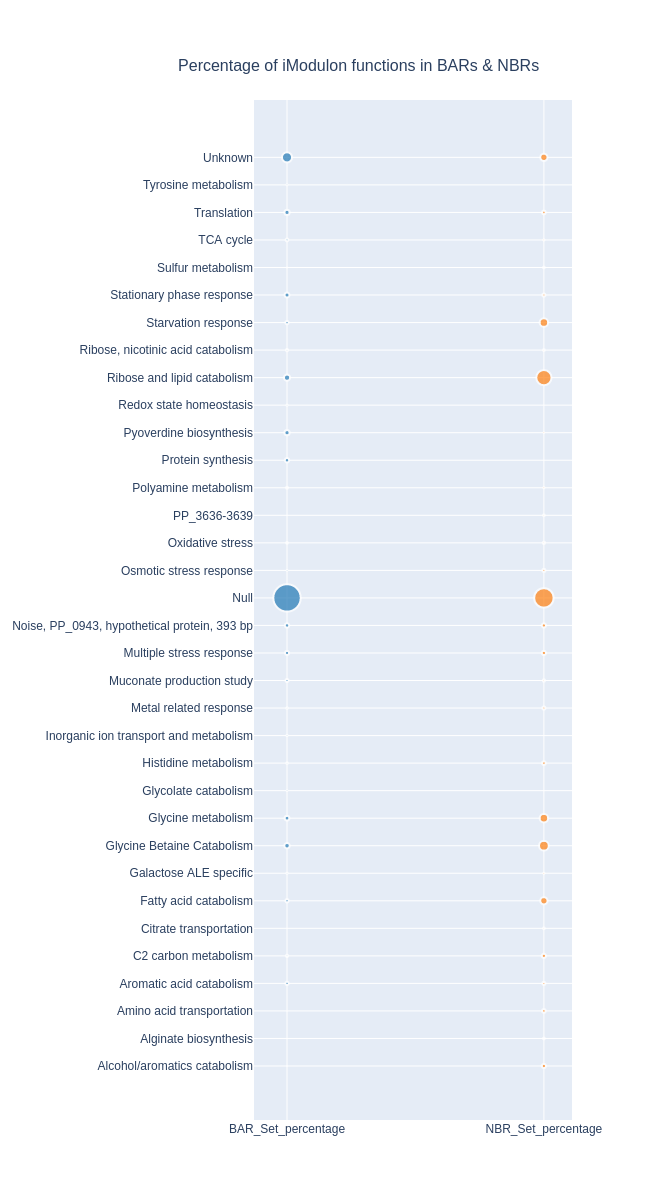 Percentage of iModulon functions in BARs & NBRs
Unknown
Tyrosine metabolism
Translation
TCA cycle
Sulfur metabolism
Stationary phase response
Starvation response
Ribose, nicotinic acid catabolism
Ribose and lipid catabolism
Redox state homeostasis
Pyoverdine biosynthesis
Protein synthesis
Polyamine metabolism
PP_3636-3639
Oxidative stress
Osmotic stress response
Null
Noise, PP_0943, hypothetical protein, 393 bp
Multiple stress response
Muconate production study
Metal related response
Inorganic ion transport and metabolism
Histidine metabolism
Glycolate catabolism
Glycine metabolism
Glycine Betaine Catabolism
Galactose ALE specific
Fatty acid catabolism
Citrate transportation
C2 carbon metabolism
Aromatic acid catabolism
Amino acid transportation
Alginate biosynthesis
Alcohol/aromatics catabolism
BAR_Set_percentage
NBR_Set_percentage